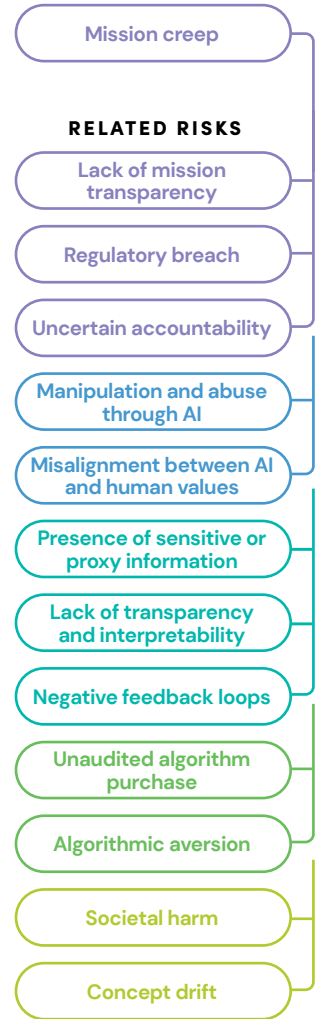 Mission creep
RELATED RISKS
Lack of mission
transparency
Regulatory breach
Uncertain accountability
Manipulation and abuse
through AI
Misalignment between AI
and human values
Presence of sensitive or
proxy information
Lack of transparency
and interpretability
Negative feedback loops
Unaudited algorithm
purchase
Algorithmic aversion
Societal harm
Concept drift